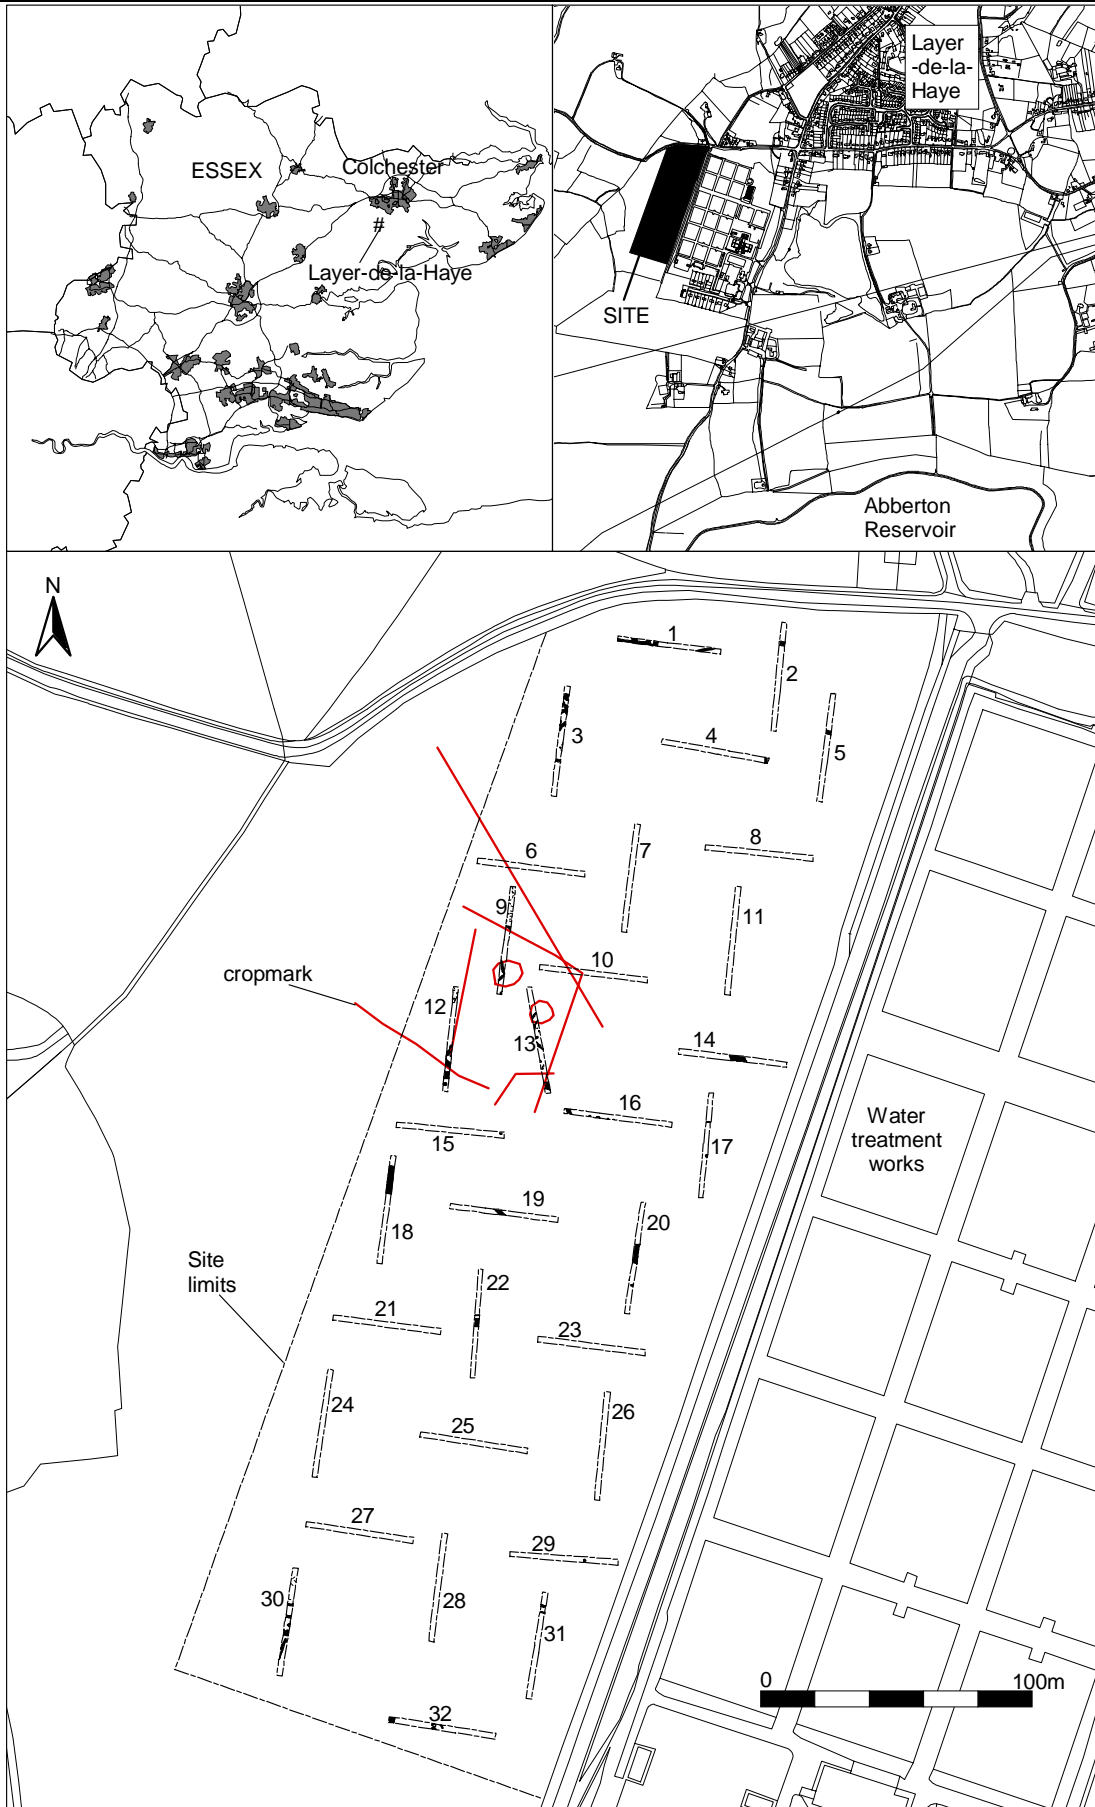 ESSEX
Colchester
#
Layer-de-la-Haye
Layer
-de-la-
Haye
SITE
Abberton
Reservoir
N
1
2
3
4
5
6
7
8
9
10
11
cropmark
12
13
14
15
16
17
Water
treatment
works
18
19
20
Site
limits
21
22
23
24
25
26
27
28
29
30
31
32
0
100m